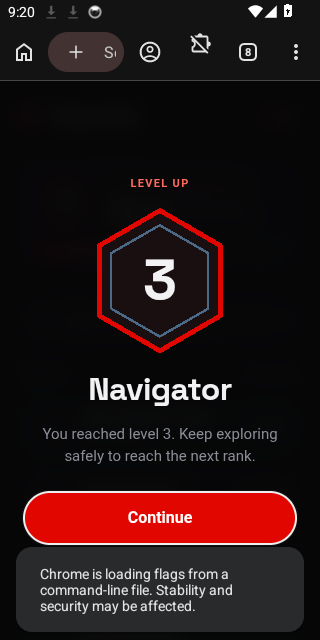 9:20
8
LEVEL UP
3
Navigator
You reached level 3. Keep exploring
safely to reach the next rank.
Continue
Chrome is loading flags from a
command-line file. Stability and
security may be affected.